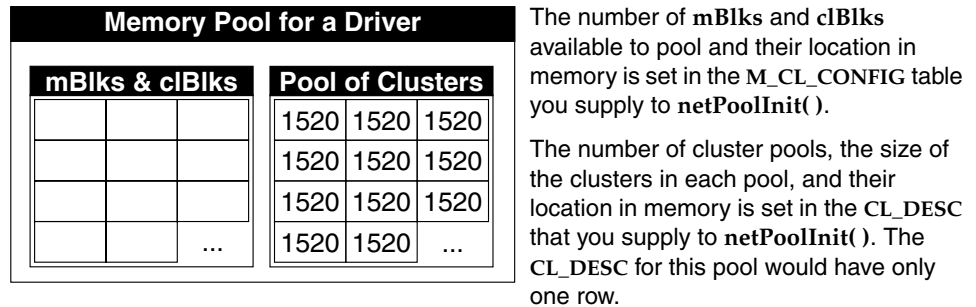 Memory Pool for a Driver
mBlks & clBlks
...
Pool of Clusters
1520 1520 1520
1520 1520 1520
1520 1520 1520
1520 1520 ...
The number of mBlks and clBlks
available to pool and their location in
memory is set in the M_CL_CONFIG table
you supply to netPoolInit( ).
The number of cluster pools, the size of
the clusters in each pool, and their
location in memory is set in the CL_DESC
that you supply to netPoolInit( ). The
CL_DESC for this pool would have only
one row.